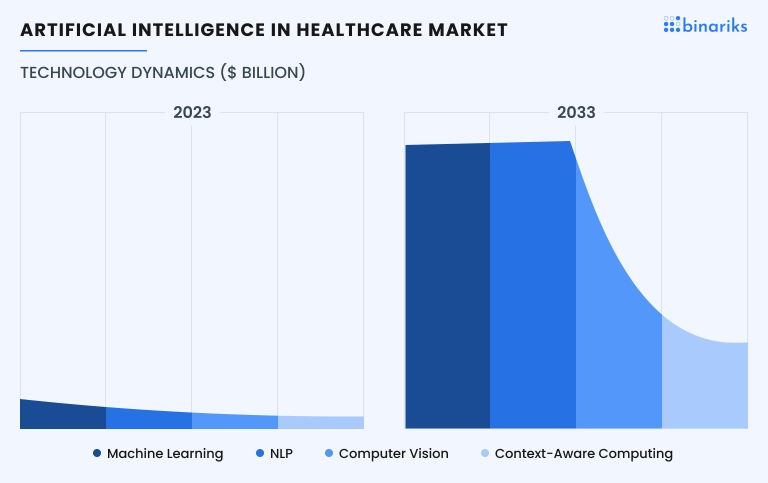 ARTIFICIAL INTELLIGENCE IN HEALTHCARE MARKET
binariks
TECHNOLOGY DYNAMICS ($ BILLION)
2023
2033
Machine Learning
NLP
Computer Vision
Context-Aware Computing